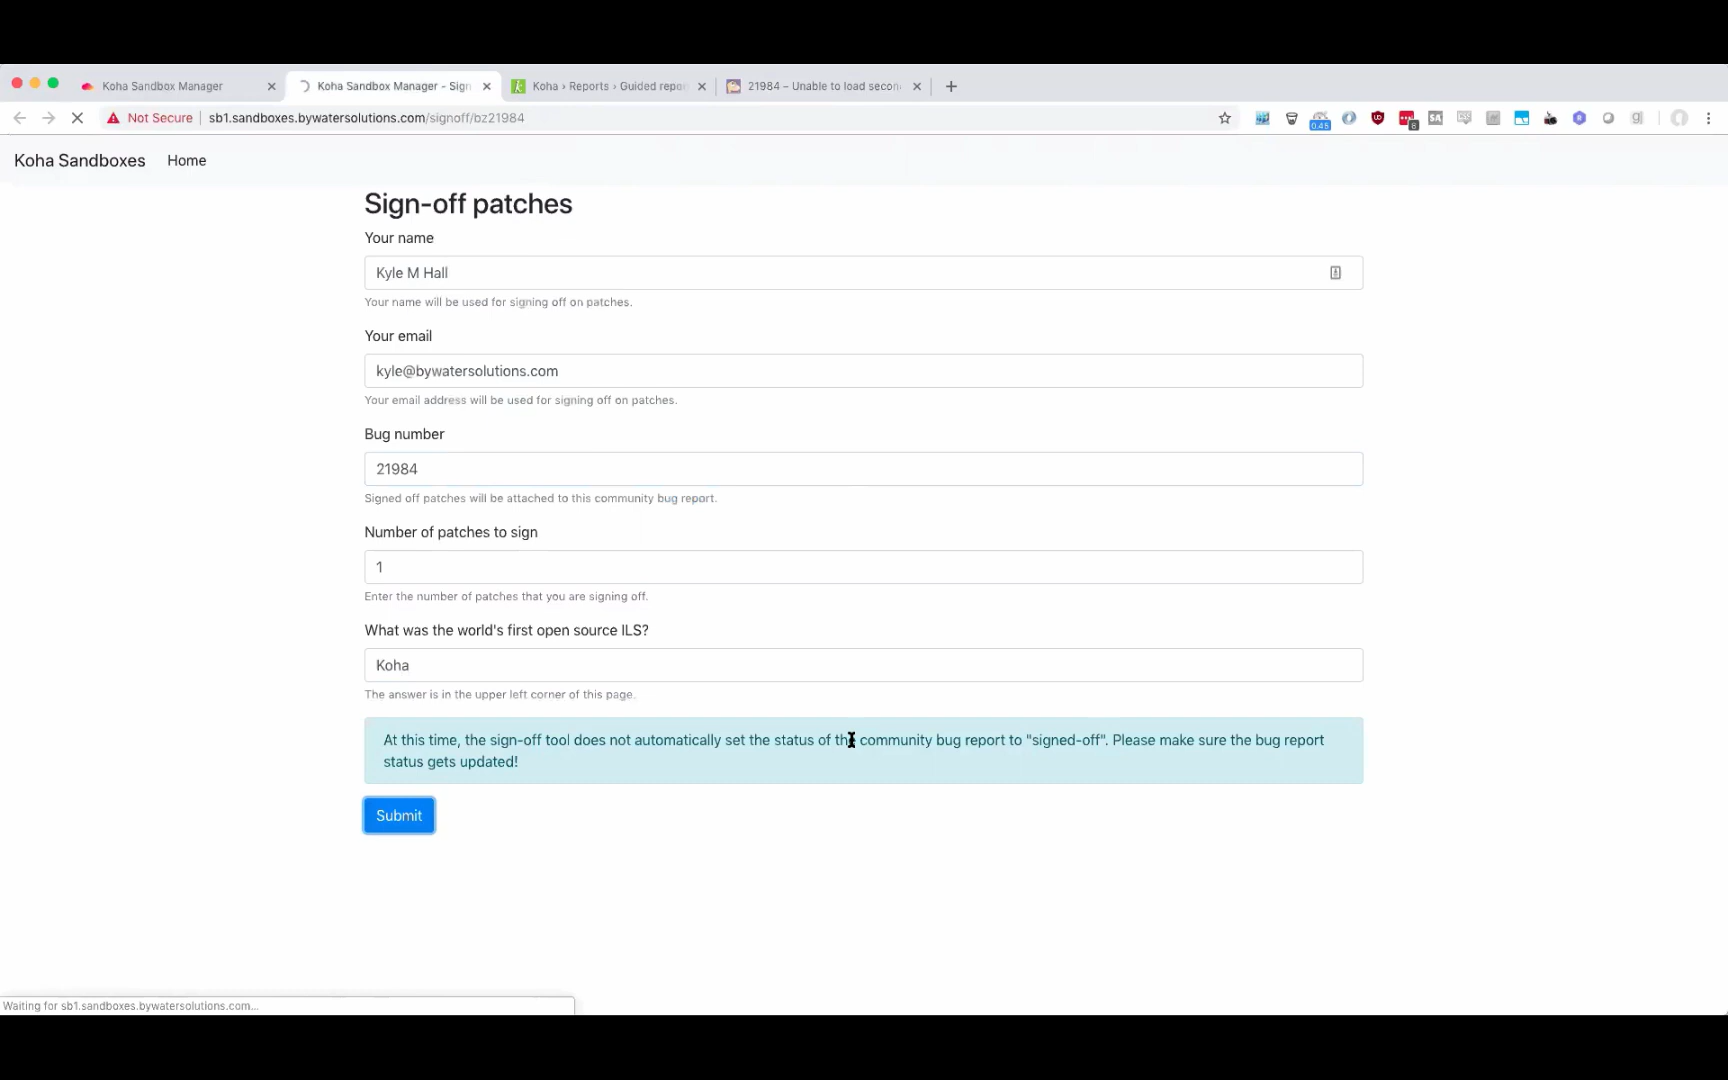 Koha Sandbox Manager
Koha Sandbox Manager - Sign
Koha › Reports › Guided repo
21984 – Unable to load secon
Not Secure
sb1.sandboxes.bywatersolutions.com/signoff/bz21984
0.45
8
Koha Sandboxes
Home
Sign-off patches
Your name
Kyle M Hall
Your name will be used for signing off on patches.
Your email
kyle@bywatersolutions.com
Your email address will be used for signing off on patches.
Bug number
21984
Signed off patches will be attached to this community bug report.
Number of patches to sign
1
Enter the number of patches that you are signing off.
What was the world's first open source ILS?
Koha
The answer is in the upper left corner of this page.
At this time, the sign-off tool does not automatically set the status of the community bug report to "signed-off". Please make sure the bug report
status gets updated!
Submit
Waiting for sb1.sandboxes.bywatersolutions.com...